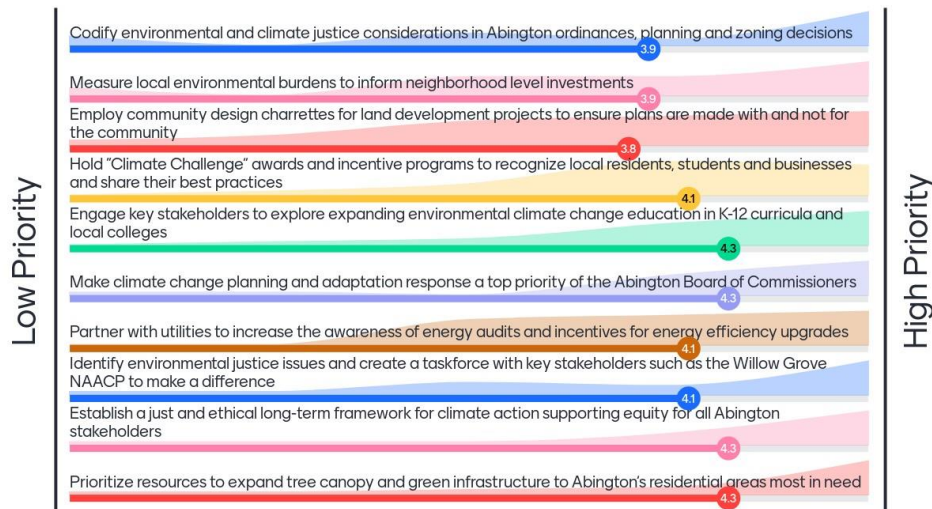 Codify environmental and climate justice considerations in Abington ordinances, planning and zoning decisions
3.9
Measure local environmental burdens to inform neighborhood level investments
3.9
Employ community design charrettes for land development projects to ensure plans are made with and not for
the community
3.8
Hold "Climate Challenge" awards and incentive programs to recognize local residents, students and businesses
and share their best practices
4.1
Engage key stakeholders to explore expanding environmental climate change education in K-12 curricula and
local colleges
4.3
Make climate change planning and adaptation response a top priority of the Abington Board of Commissioners
4.3
Partner with utilities to increase the awareness of energy audits and incentives for energy efficiency upgrades
4.1
Identify environmental justice issues and create a taskforce with key stakeholders such as the Willow Grove
NAACP to make a difference
4.1
Establish a just and ethical long-term framework for climate action supporting equity for all Abington
stakeholders
4.3
Prioritize resources to expand tree canopy and green infrastructure to Abington's residential areas most in need
4.3
Low Priority
High Priority